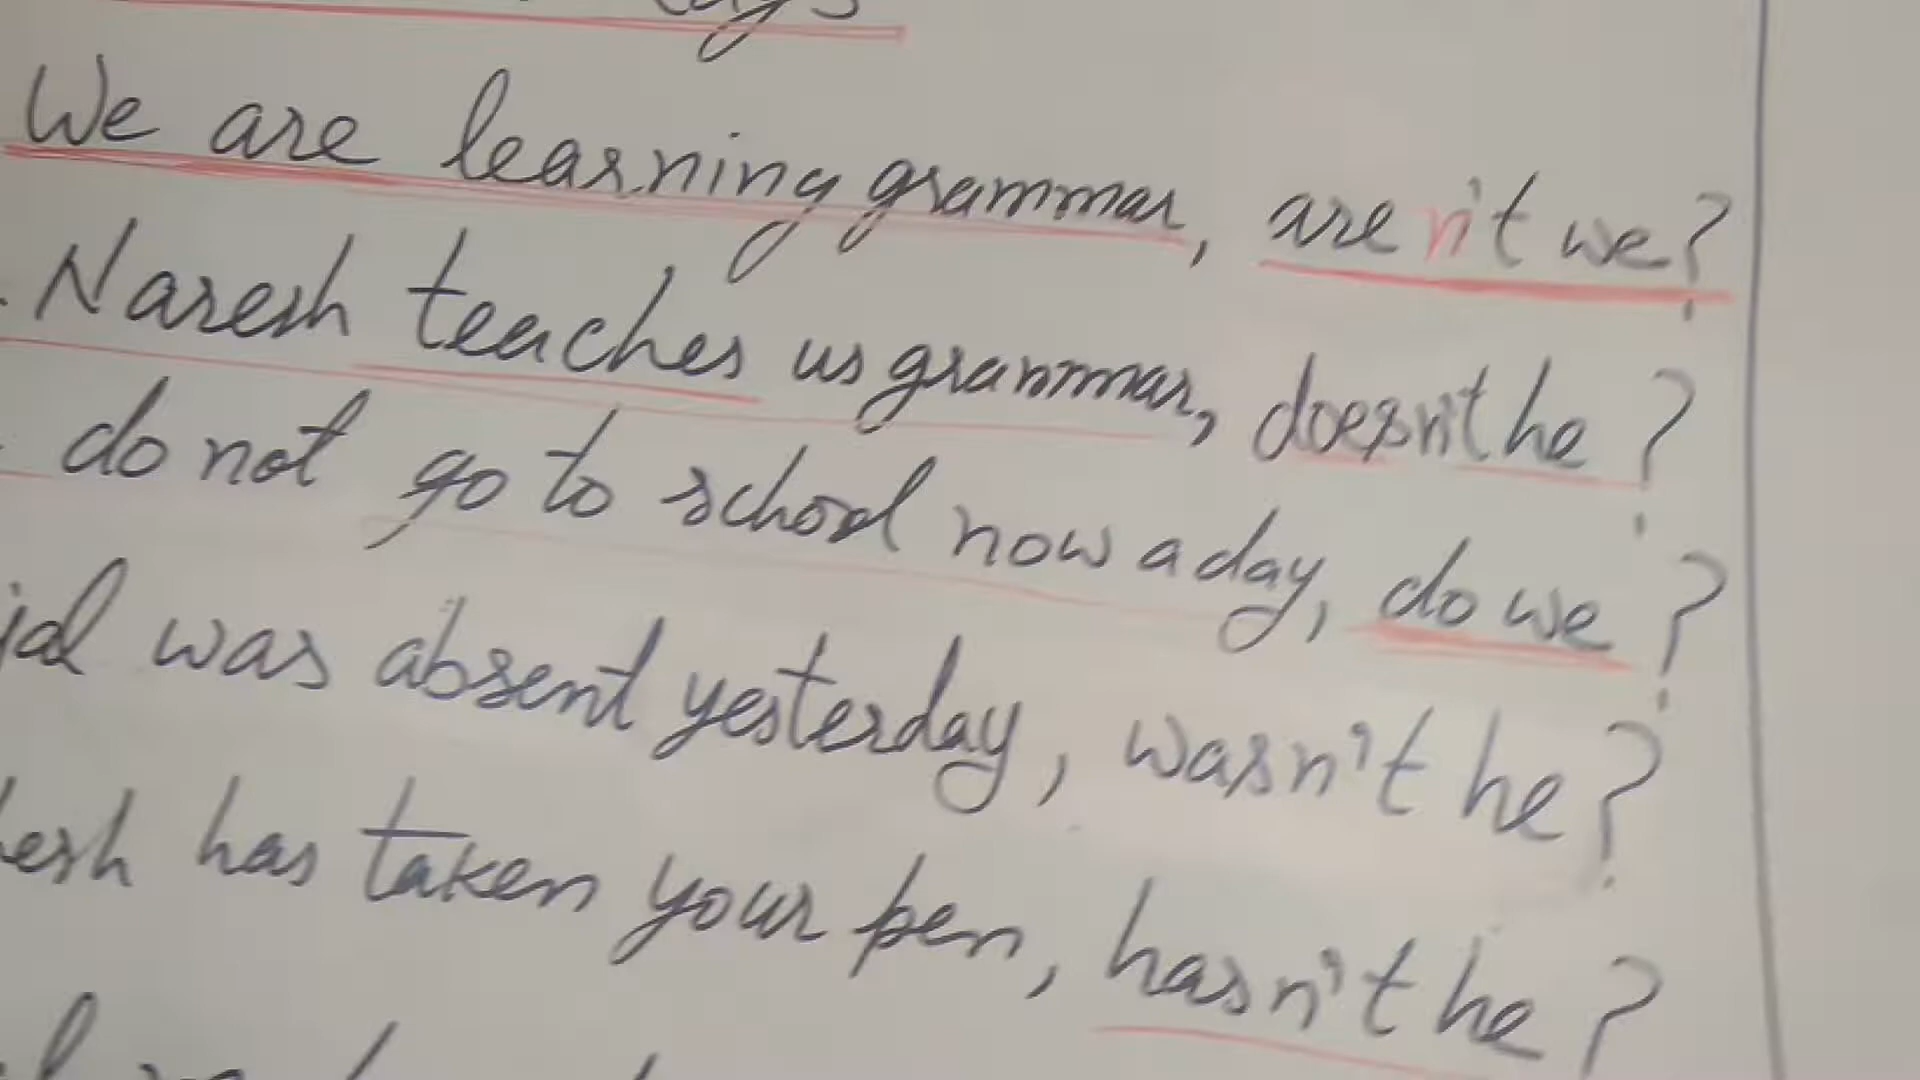 We are learning grammar, aren't we?
Naresh teaches us grammar, doesn't he?
do not go to school now a day, do we?
was absent yesterday, wasn't he?
has taken your pen, hasn't he?